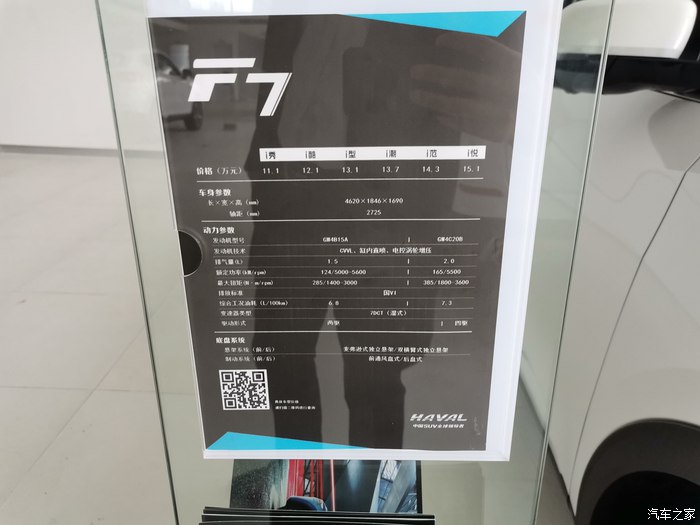 F7
i秀 i酷 i型 i潮 i范 i悦
价格(万元) 11.1 12.1 13.1 13.7 14.3 15.1
车身参数
长×宽×高(mm) 4620×1846×1690
轴距(mm) 2725
动力参数
发动机型号 GW4B15A | GW4C20B
发动机技术 CVVL、缸内直喷、电控涡轮增压
排气量(L) 1.5 | 2.0
额定功率(kW/rpm) 124/5000-5600 | 165/5500
最大扭矩(N·m/rpm) 285/1400-3000 | 385/1800-3600
排放标准 国VI
综合工况油耗(L/100km) 6.8 | 7.3
变速器类型 7DCT(湿式)
驱动形式 两驱 | 四驱
底盘系统
悬架系统(前/后) 麦弗逊式独立悬架/双横臂式独立悬架
制动系统(前/后) 前通风盘式/后盘式
HAVAL
中国SUV全球领导者
汽车之家